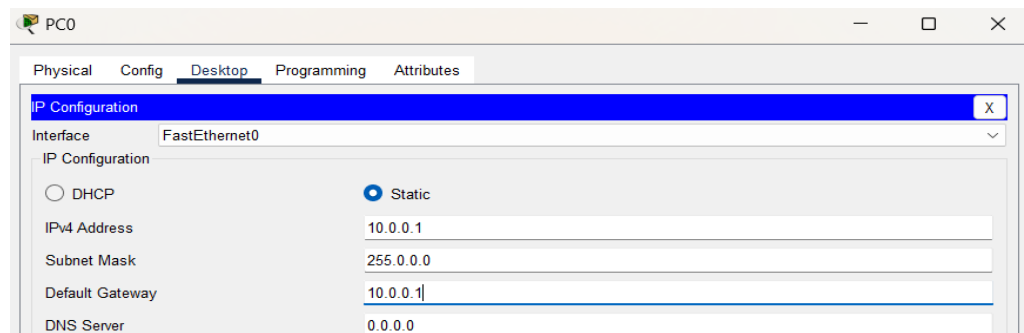 PC0
Physical Config Desktop Programming Attributes
IP Configuration X
Interface FastEthernet0
IP Configuration
DHCP Static
IPv4 Address 10.0.0.1
Subnet Mask 255.0.0.0
Default Gateway 10.0.0.1
DNS Server 0.0.0.0